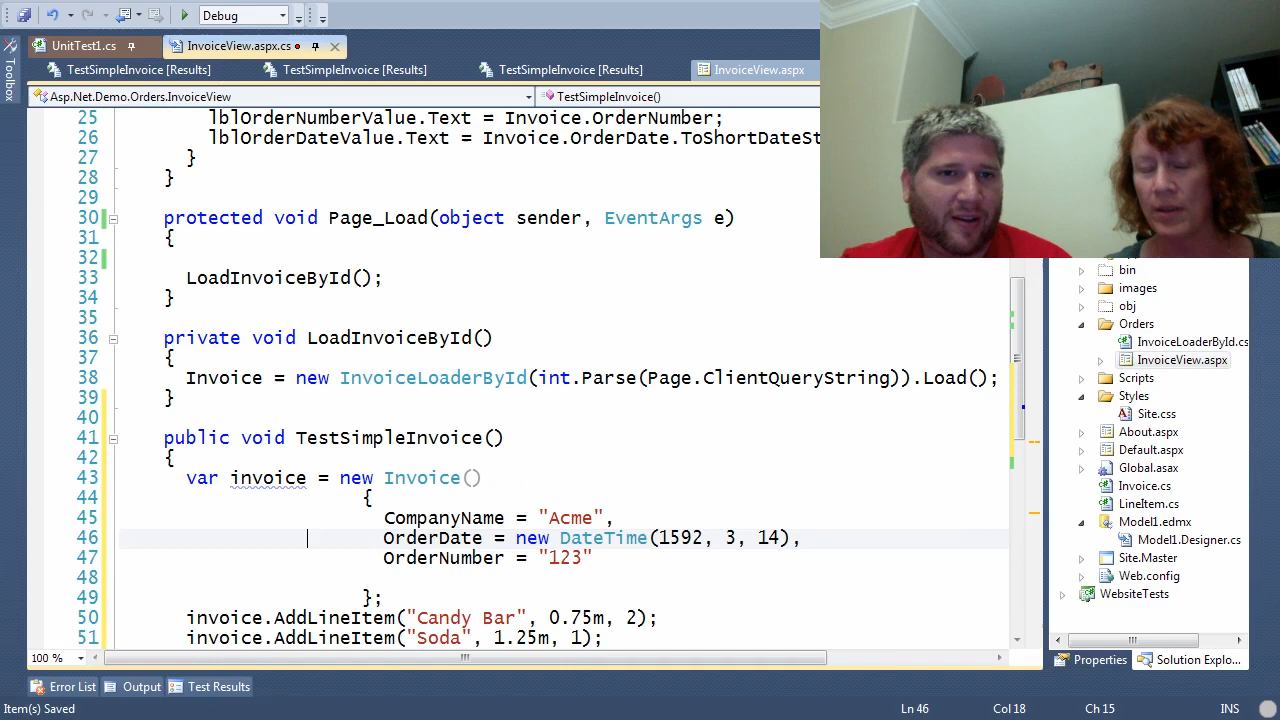 Debug
UnitTest1.cs
InvoiceView.aspx.cs
TestSimpleInvoice [Results]
TestSimpleInvoice [Results]
TestSimpleInvoice [Results]
InvoiceView.aspx
Toolbox
Asp.Net.Demo.Orders.InvoiceView
TestSimpleInvoice()
25 lblOrderNumberValue.Text = Invoice.OrderNumber;
26 lblOrderDateValue.Text = Invoice.OrderDate.ToShortDateSt
27 }
28 }
29
30 protected void Page_Load(object sender, EventArgs e)
31 {
32
33 LoadInvoiceById();
34 }
35
36 private void LoadInvoiceById()
37 {
38 Invoice = new InvoiceLoaderById(int.Parse(Page.ClientQueryString)).Load();
39 }
40
41 public void TestSimpleInvoice()
42 {
43 var invoice = new Invoice()
44 {
45 CompanyName = "Acme",
46 OrderDate = new DateTime(1592, 3, 14),
47 OrderNumber = "123"
48
49 };
50 invoice.AddLineItem("Candy Bar", 0.75m, 2);
51 invoice.AddLineItem("Soda", 1.25m, 1);
100 %
bin
images
obj
Orders
InvoiceLoaderById.cs
InvoiceView.aspx
Scripts
Styles
Site.css
About.aspx
Default.aspx
Global.asax
Invoice.cs
LineItem.cs
Model1.edmx
Model1.Designer.cs
Site.Master
Web.config
WebsiteTests
Properties
Solution Explo...
Error List
Output
Test Results
Item(s) Saved
Ln 46
Col 18
Ch 15
INS